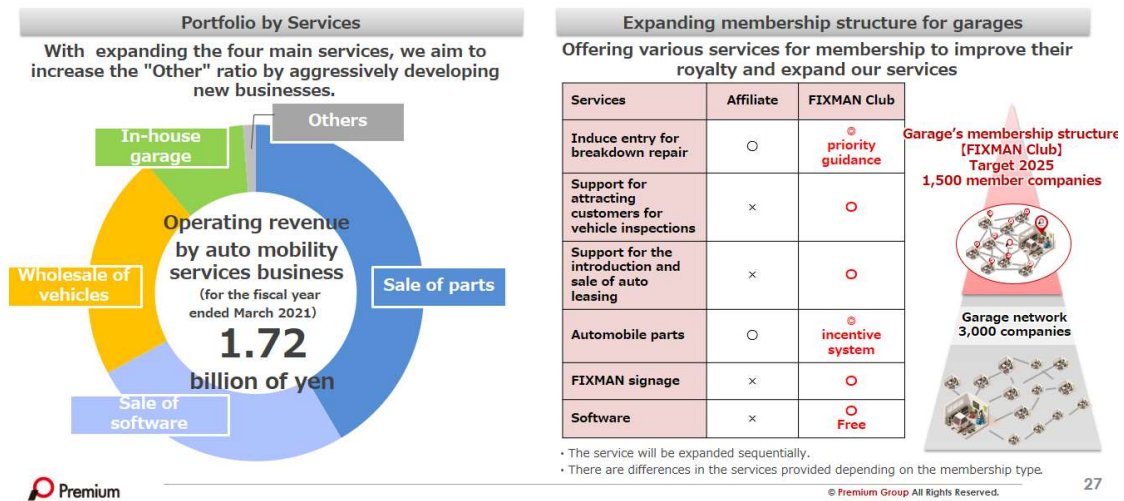 Portfolio by Services
With expanding the four main services, we aim to
increase the "Other" ratio by aggressively developing
new businesses.
Others
In-house
garage
Wholesale of
vehicles
Sale of
software
Sale of parts
Operating revenue
by auto mobility
services business
(for the fiscal year
ended March 2021)
1.72
billion of yen
Expanding membership structure for garages
Offering various services for membership to improve their
royalty and expand our services
Services Affiliate FIXMAN Club
Induce entry for
breakdown repair
○
◎
priority
guidance
Support for
attracting
customers for
vehicle inspections
×
○
Support for the
introduction and
sale of auto
leasing
×
○
Automobile parts
○
◎
incentive
system
FIXMAN signage
×
○
Software
×
○
Free
Garage's membership structure
【FIXMAN Club】
Target 2025
1,500 member companies
Garage network
3,000 companies
・The service will be expanded sequentially.
・There are differences in the services provided depending on the membership type.
Premium
© Premium Group All Rights Reserved.
27